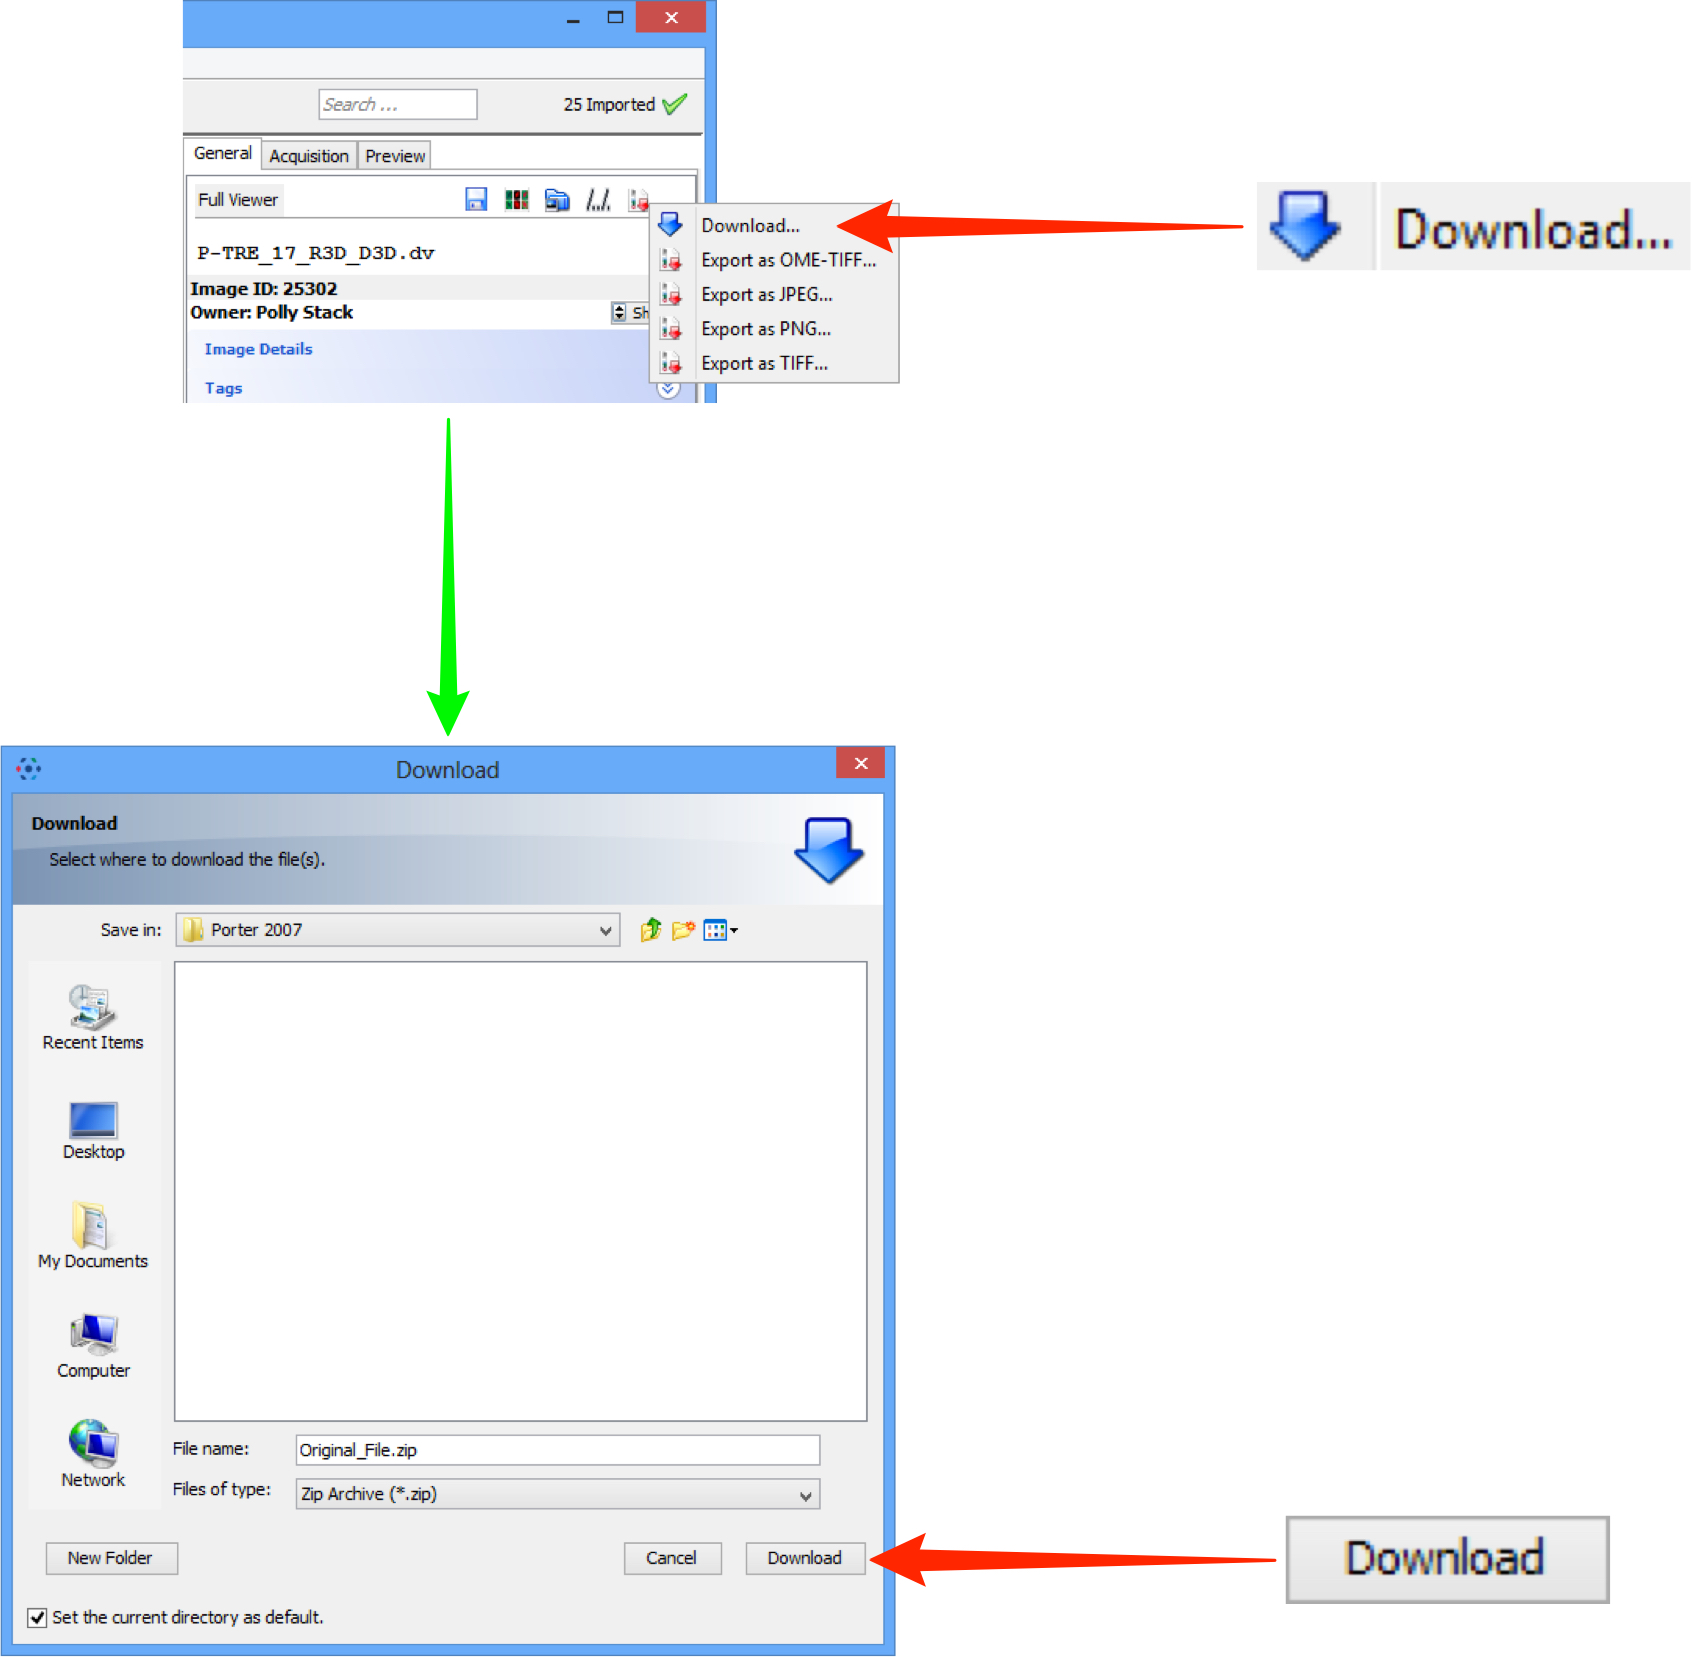 Search ...
25 Imported
General
Acquisition
Preview
Full Viewer
/../.
Download...
Download...
P-TRE_17_R3D_D3D.dv
Export as OME-TIFF...
Image ID: 25302
Export as JPEG...
Owner: Polly Stack
Sh
Export as PNG...
Image Details
Export as TIFF...
Tags
Download
Download
Select where to download the file(s).
Save in:
Porter 2007
Recent Items
Desktop
My Documents
Computer
Network
File name:
Original_File.zip
Files of type:
Zip Archive (*.zip)
New Folder
Cancel
Download
Download
Set the current directory as default.